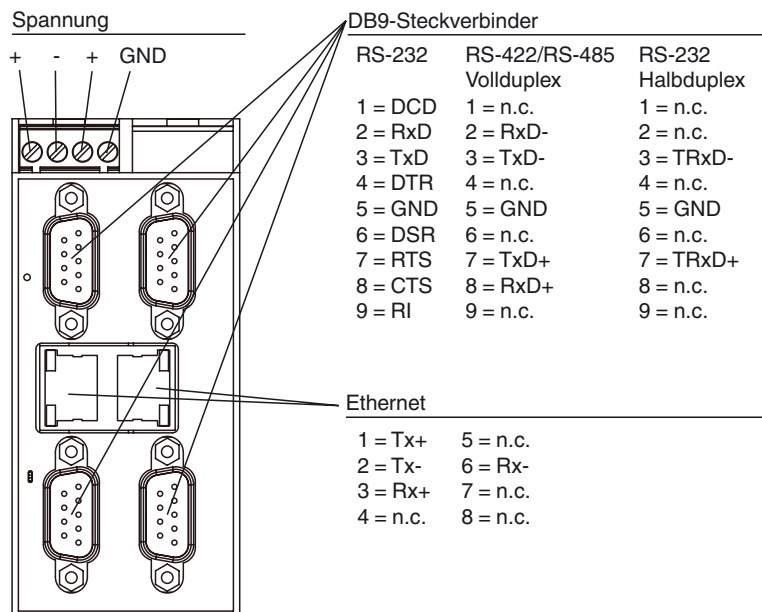 Spannung
+ - + GND
DB9-Steckverbinder
RS-232 RS-422/RS-485 RS-232
Vollduplex Halbduplex
1 = DCD 1 = n.c. 1 = n.c.
2 = RxD 2 = RxD- 2 = n.c.
3 = TxD 3 = TxD- 3 = TRxD-
4 = DTR 4 = n.c. 4 = n.c.
5 = GND 5 = GND 5 = GND
6 = DSR 6 = n.c. 6 = n.c.
7 = RTS 7 = TxD+ 7 = TRxD+
8 = CTS 8 = RxD+ 8 = n.c.
9 = RI 9 = n.c. 9 = n.c.
Ethernet
1 = Tx+ 5 = n.c.
2 = Tx- 6 = Rx-
3 = Rx+ 7 = n.c.
4 = n.c. 8 = n.c.